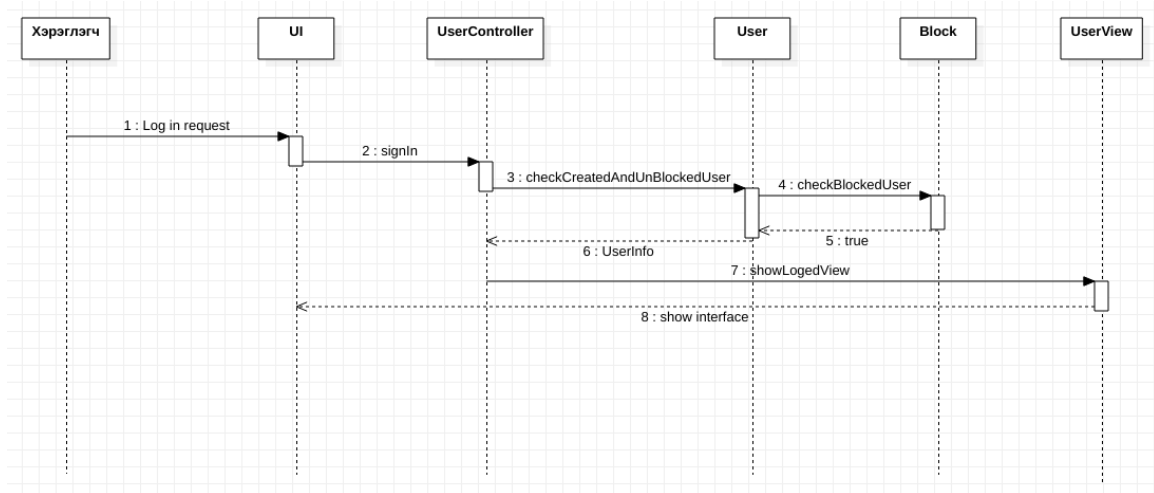 Хэрэглэгч
UI
UserController
User
Block
UserView
1 : Log in request
2 : signIn
3 : checkCreatedAndUnBlockedUser
4 : checkBlockedUser
5 : true
6 : UserInfo
7 : showLogedView
8 : show interface